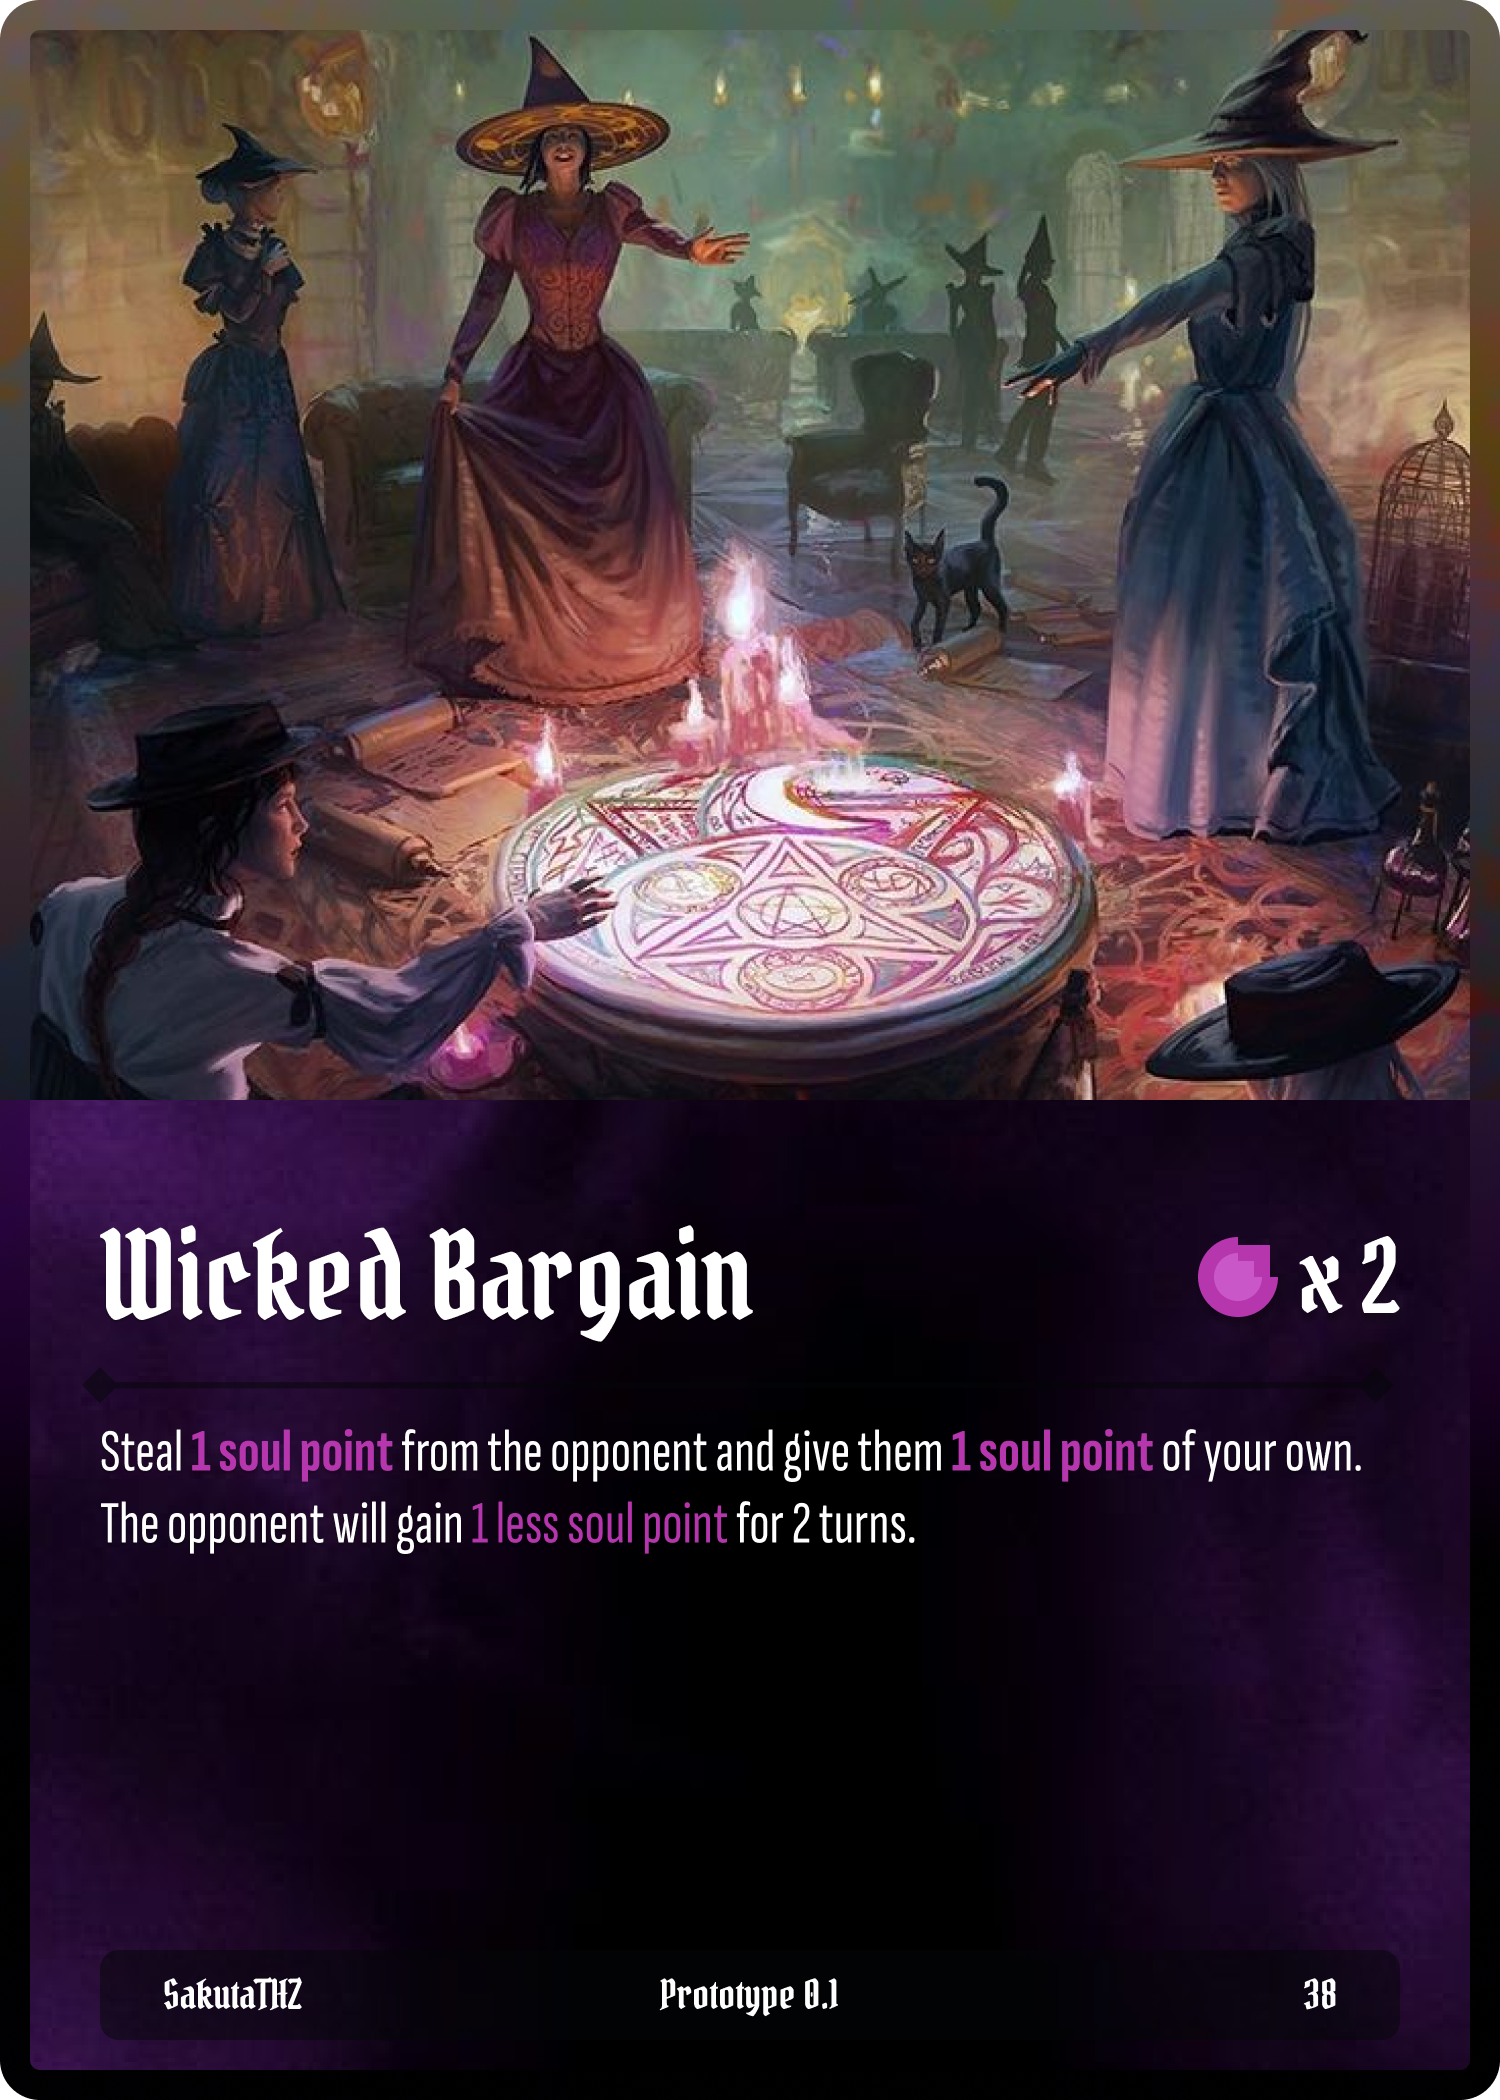 Wicked Bargain
x 2
Steal 1 soul point from the opponent and give them 1 soul point of your own.
The opponent will gain 1 less soul point for 2 turns.
SakutaTHZ
Prototype 0.1
38